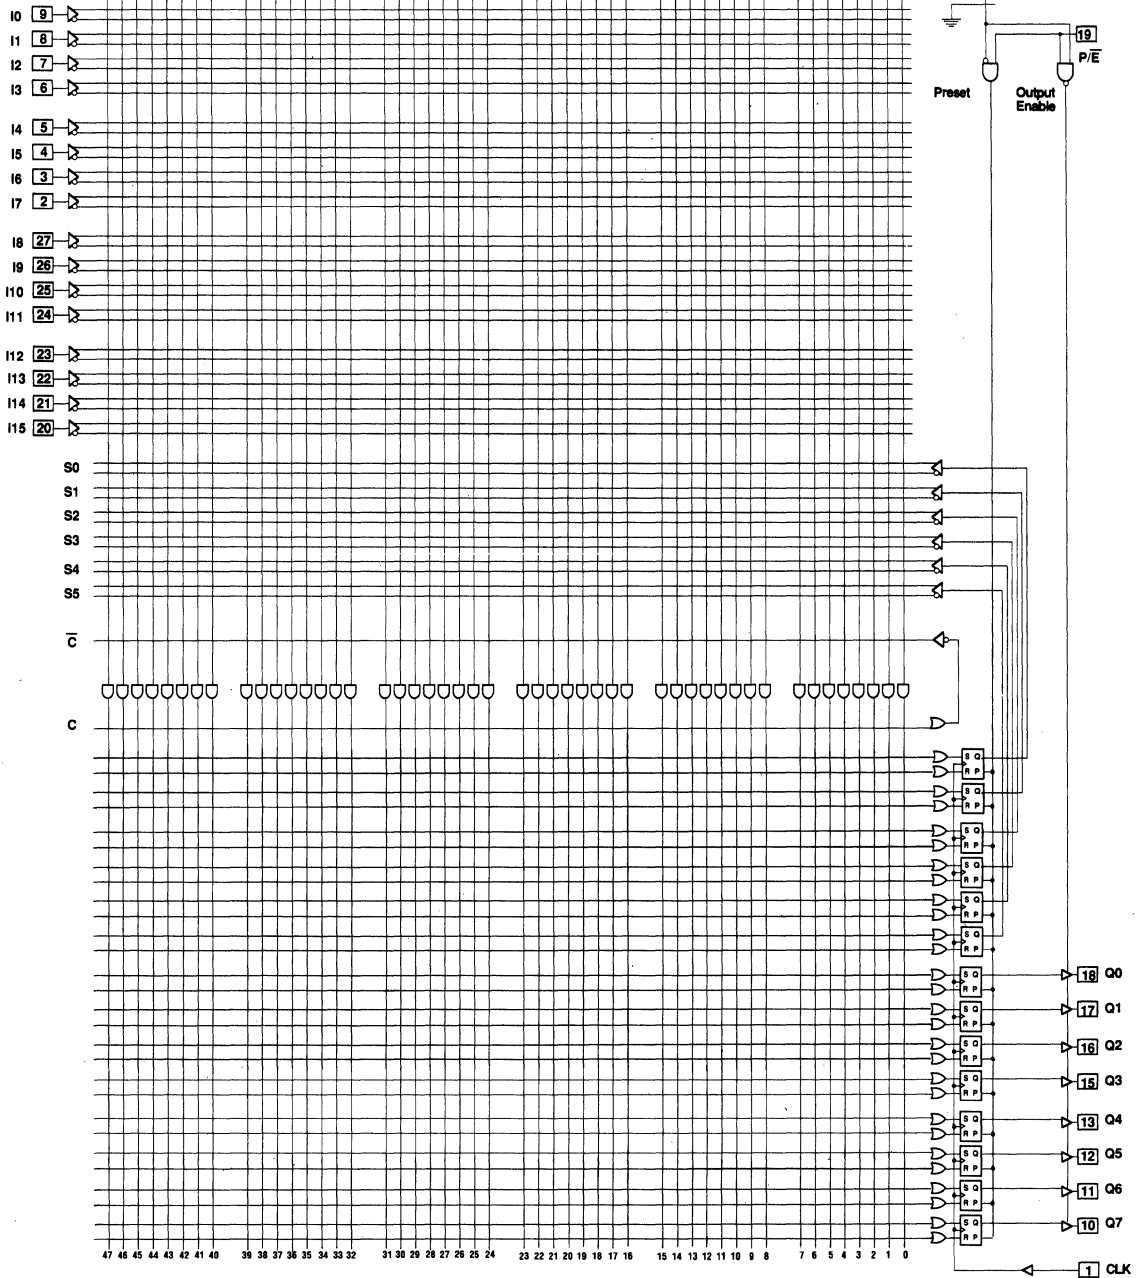 I0 9
19
I1 8
P/E̅
I2 7
I3 6
Preset
Output
Enable
I4 5
I5 4
I6 3
I7 2
I8 27
I9 26
I10 25
I11 24
I12 23
I13 22
I14 21
I15 20
S0
S1
S2
S3
S4
S5
C̅
C
S Q
R P
S Q
R P
S Q
R P
S Q
R P
S Q
R P
S Q
R P
S Q
R P
18 Q0
S Q
R P
17 Q1
S Q
R P
16 Q2
S Q
R P
15 Q3
S Q
R P
13 Q4
S Q
R P
12 Q5
S Q
R P
11 Q6
S Q
R P
10 Q7
47 46 45 44 43 42 41 40 39 38 37 36 35 34 33 32 31 30 29 28 27 26 25 24 23 22 21 20 19 18 17 16 15 14 13 12 11 10 9 8 7 6 5 4 3 2 1 0
1 CLK